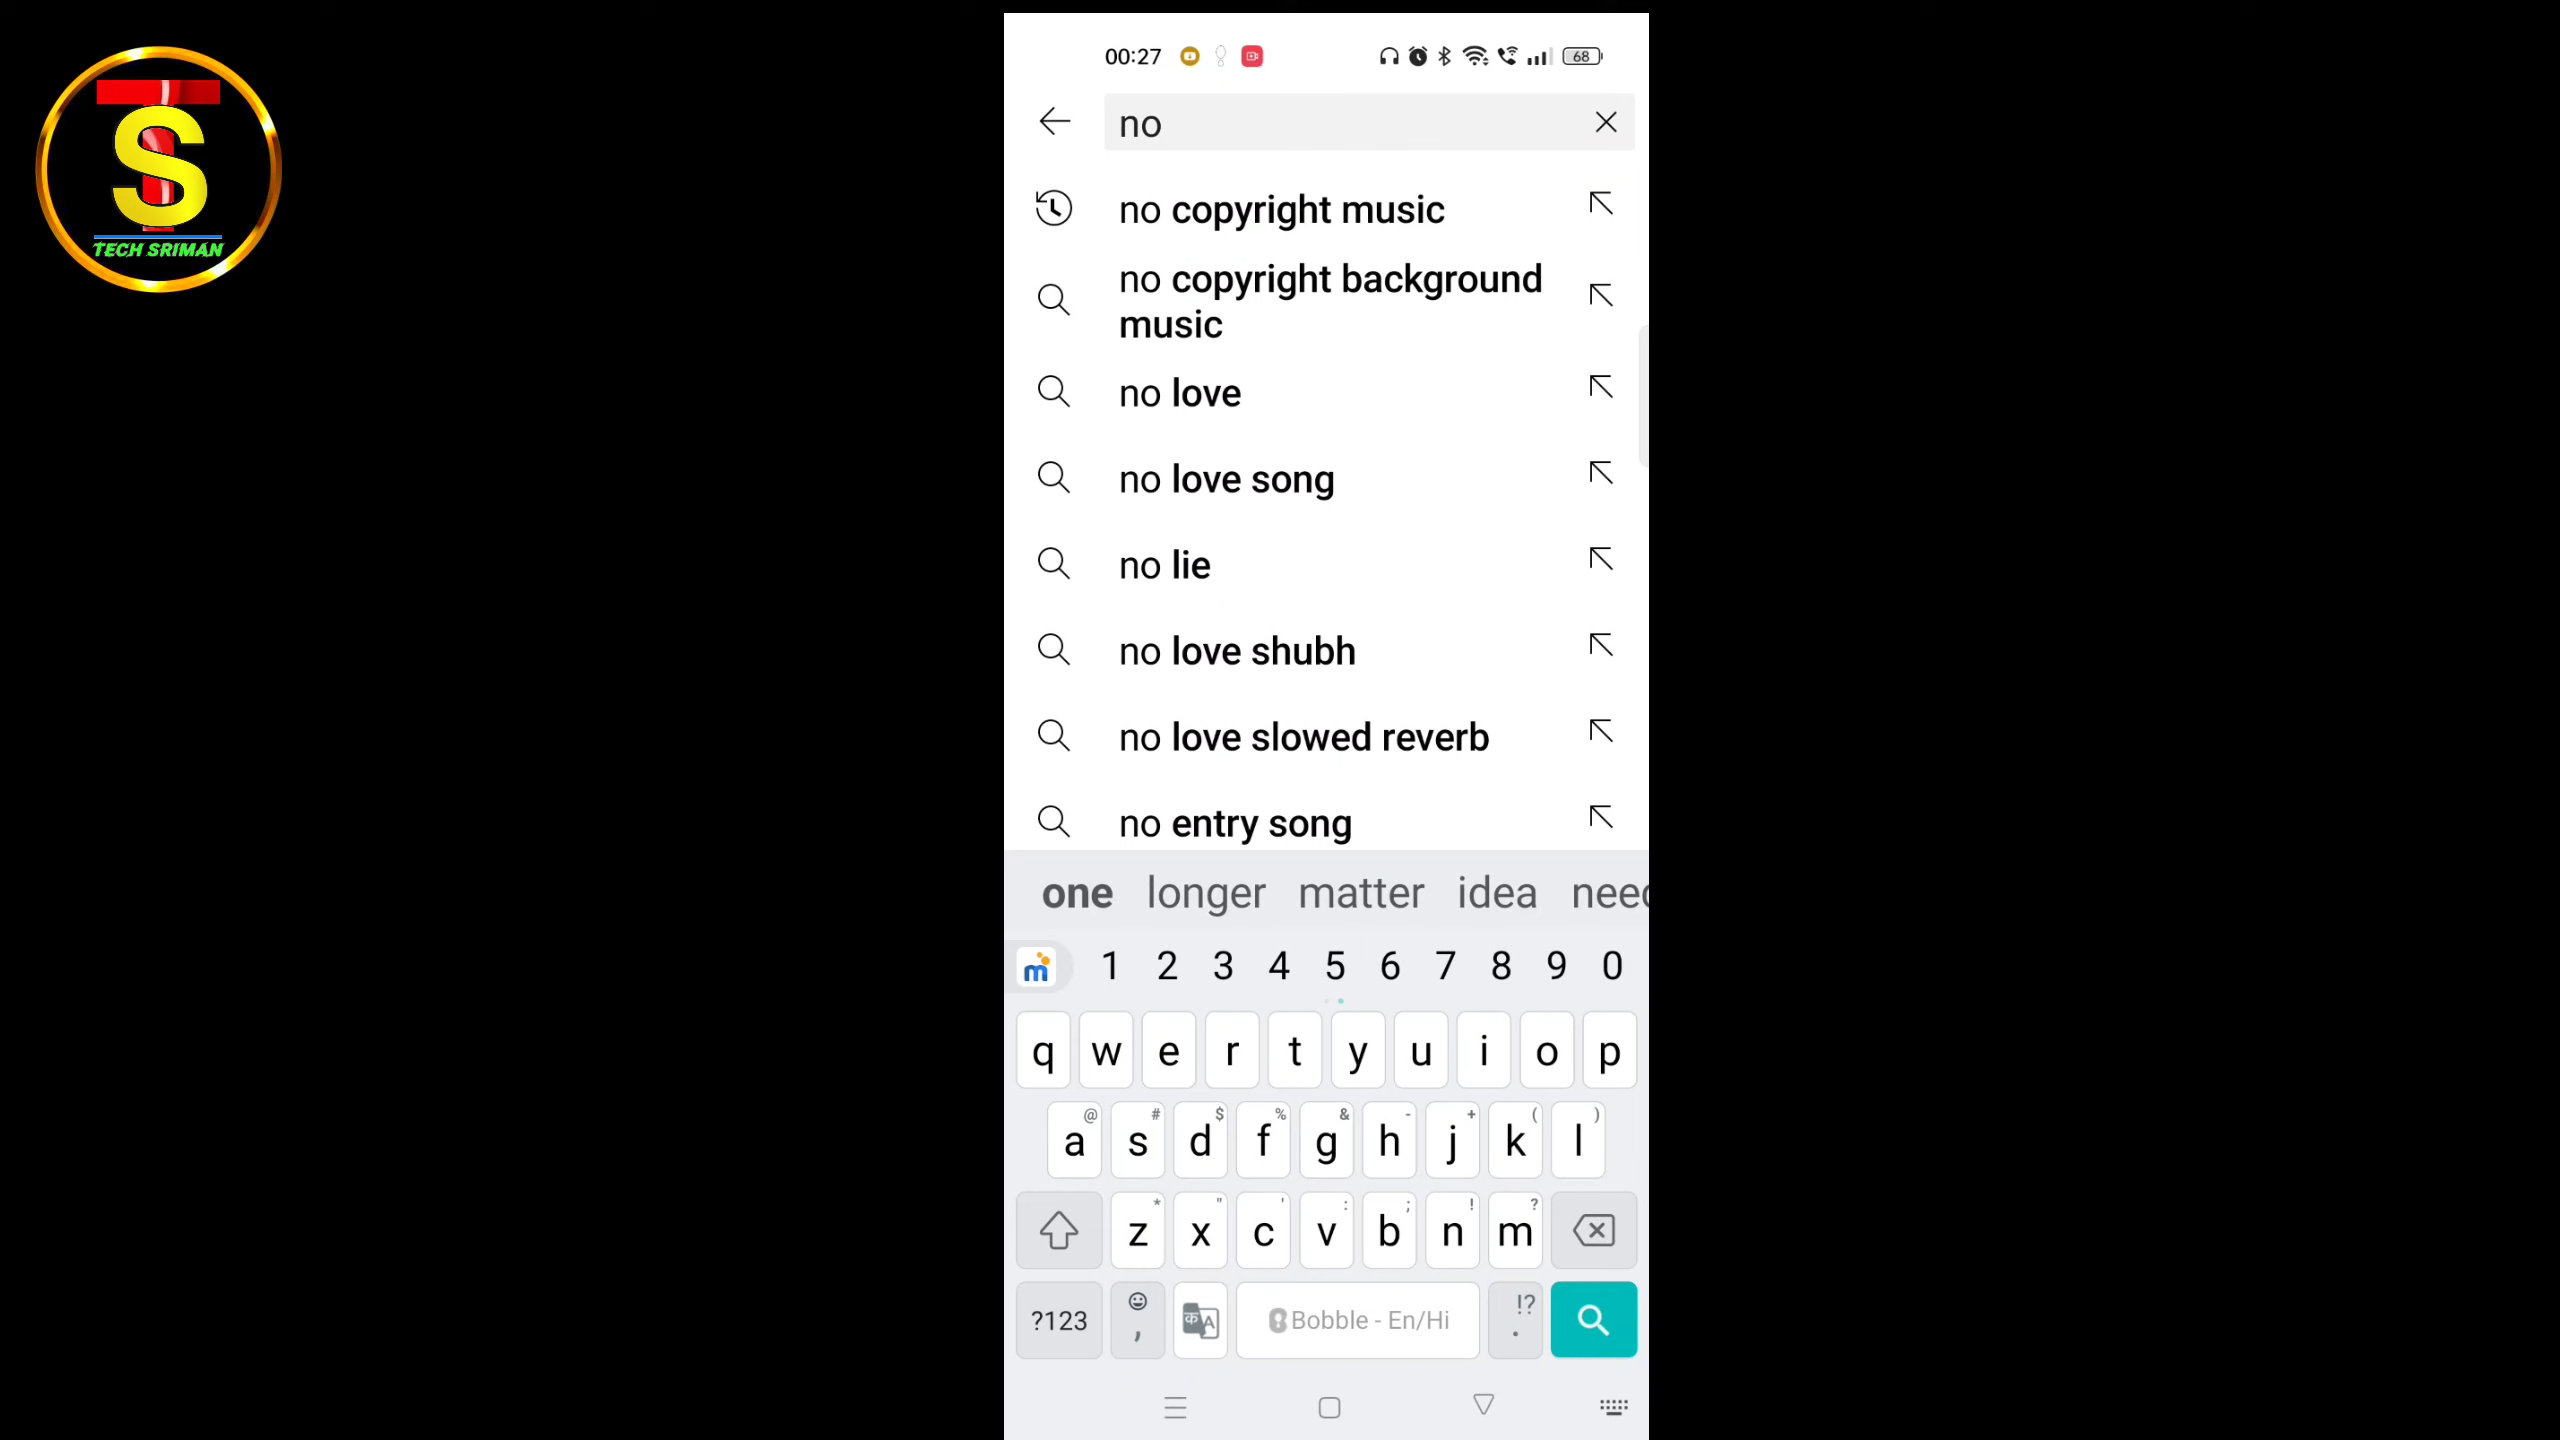 TS
TECH SRIMAN
00:27
68
no
no copyright music
no copyright background
music
no love
no love song
no lie
no love shubh
no love slowed reverb
no entry song
one longer matter idea need
m 1 2 3 4 5 6 7 8 9 0
q w e r t y u i o p
@ # $ % & - + ( )
a s d f g h j k l
* " ' : ; ! ?
z x c v b n m
?123 , क A Bobble - En/Hi !? .